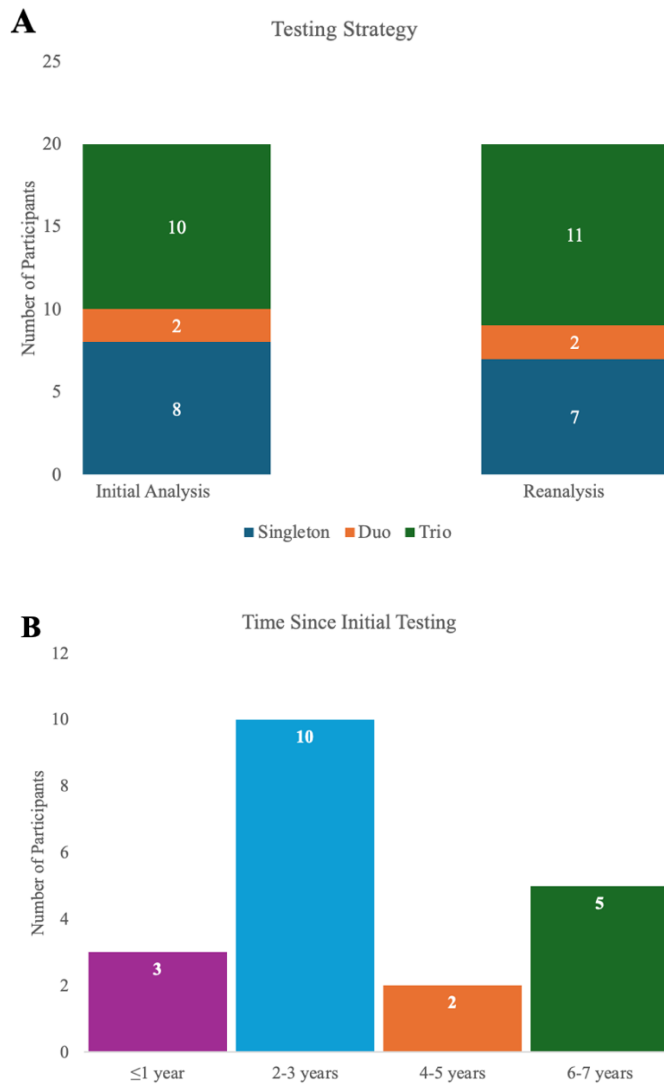 A
Testing Strategy
Number of Participants
25
20
15
10
5
0
10
2
8
11
2
7
Initial Analysis
Reanalysis
Singleton Duo Trio
B
Time Since Initial Testing
Number of Participants
12
10
8
6
4
2
0
3
10
2
5
≤1 year
2-3 years
4-5 years
6-7 years